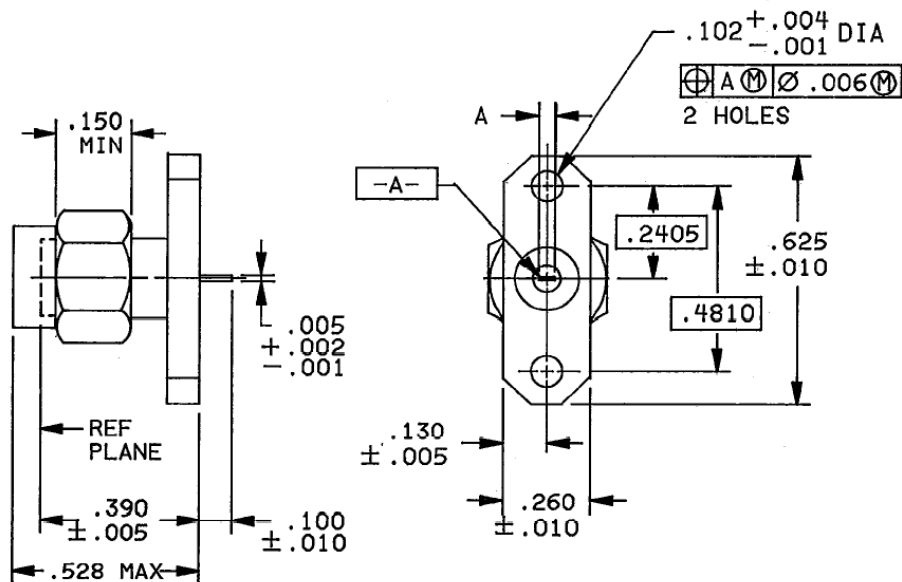 .102 +.004 -.001 DIA
⌖ A Ⓜ ∅ .006 Ⓜ
2 HOLES
.150
MIN
A
-A-
.2405
.625
±.010
.4810
.005
+.002
-.001
REF
PLANE
.130
±.005
.390
±.005
.100
±.010
.260
±.010
.528 MAX